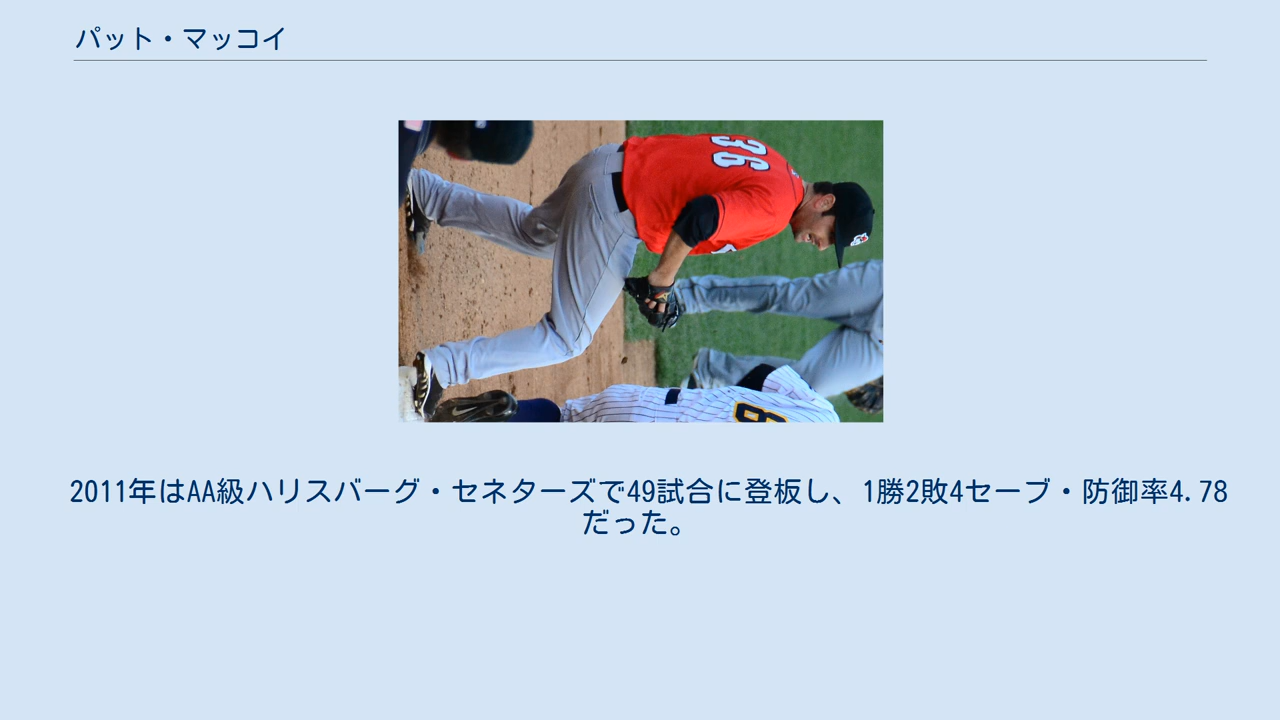 パット・マッコイ
36
8
2011年はAA級ハリスバーグ・セネターズで49試合に登板し、1勝2敗4セーブ・防御率4.78
だった。